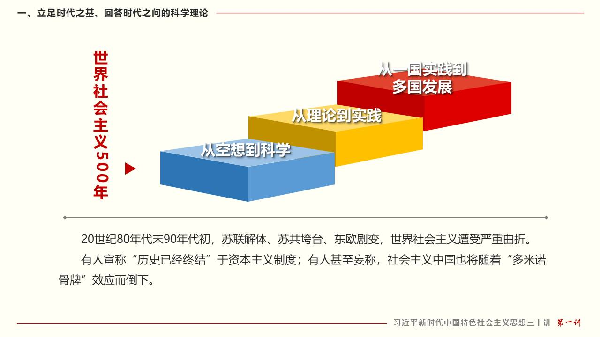 一、立足时代之基、回答时代之问的科学理论
世界社会主义500年
从一国实践到
多国发展
从理论到实践
从空想到科学
20世纪80年代末90年代初，苏联解体、苏共垮台、东欧剧变，世界社会主义遭受严重曲折。
有人宣称“历史已经终结”于资本主义制度；有人甚至妄称，社会主义中国也将随着“多米诺
骨牌”效应而倒下。
习近平新时代中国特色社会主义思想三十讲 第一讲